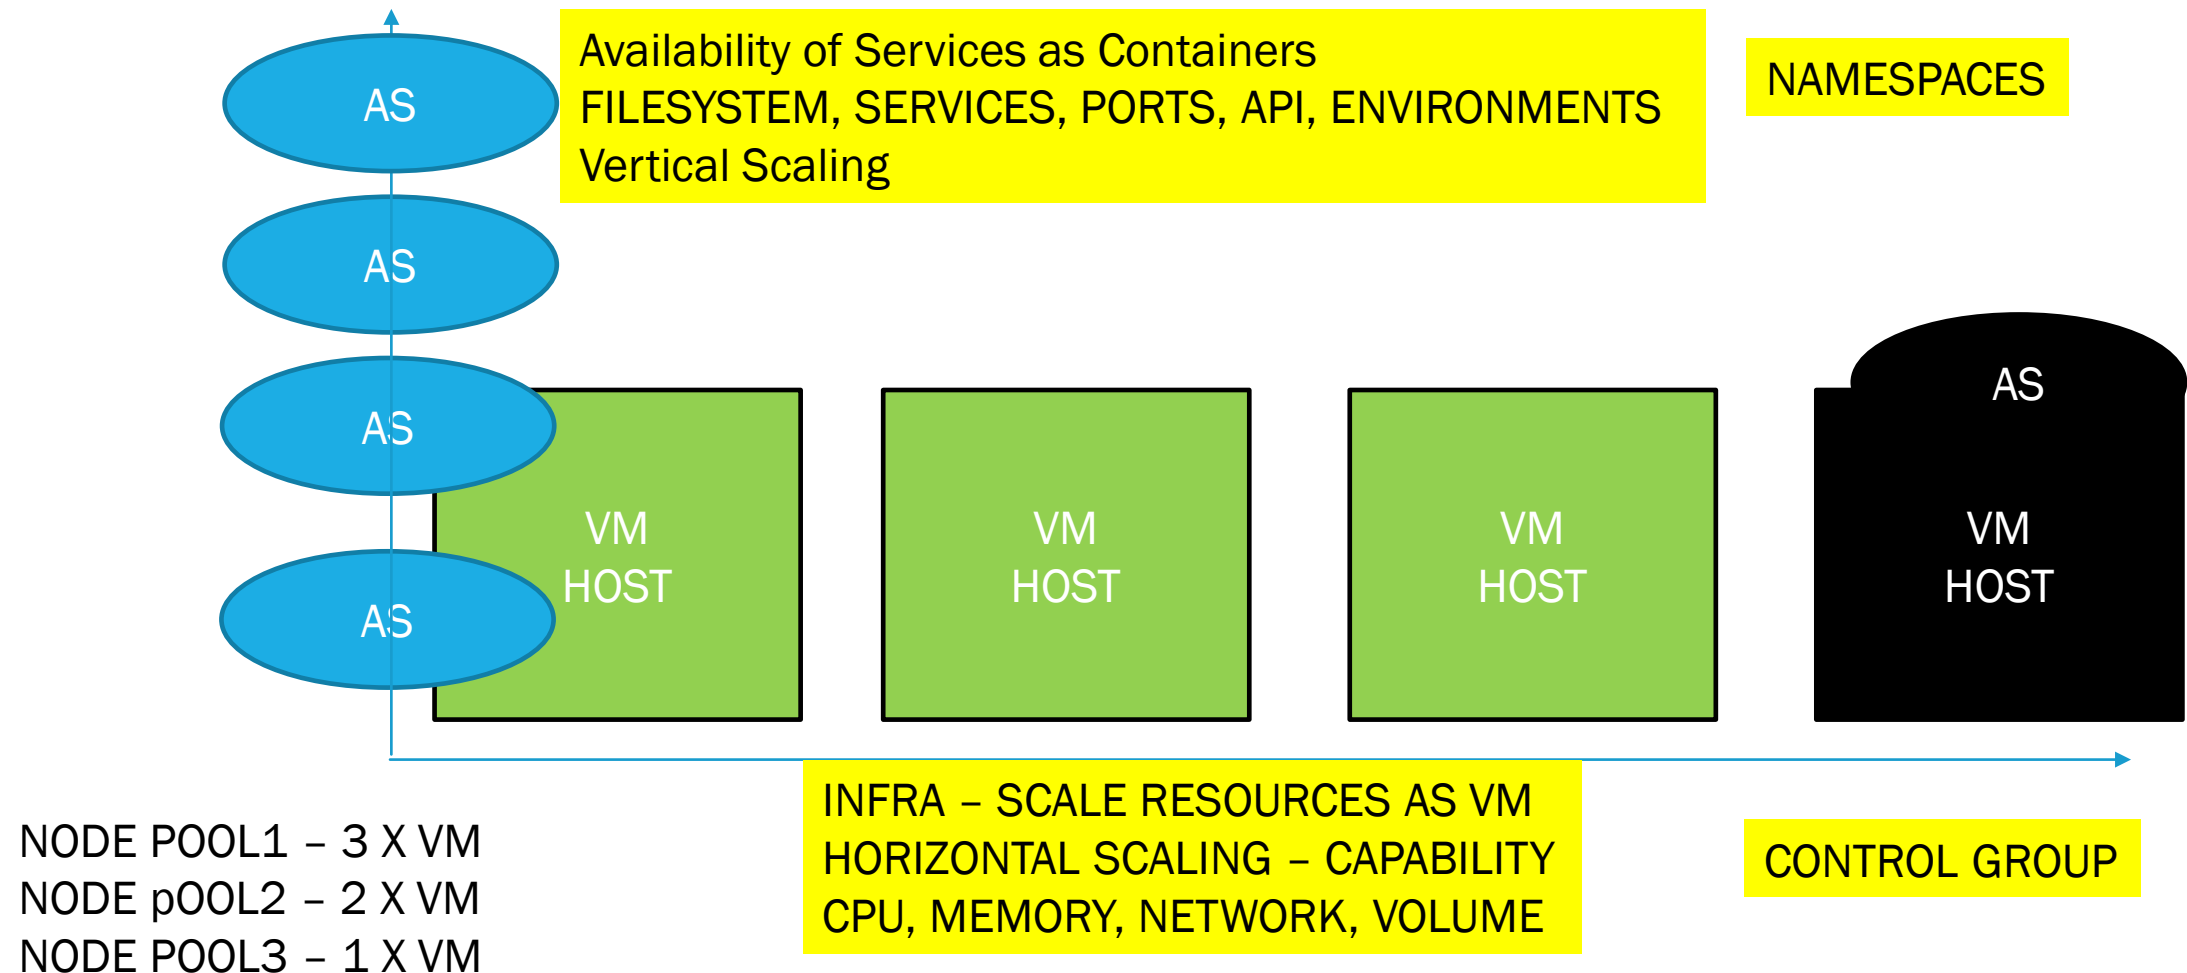 AS
Availability of Services as Containers
FILESYSTEM, SERVICES, PORTS, API, ENVIRONMENTS
Vertical Scaling
NAMESPACES
AS
AS
AS
AS
VM
HOST
VM
HOST
VM
HOST
VM
HOST
INFRA – SCALE RESOURCES AS VM
HORIZONTAL SCALING – CAPABILITY
CPU, MEMORY, NETWORK, VOLUME
CONTROL GROUP
NODE POOL1 – 3 X VM
NODE pOOL2 – 2 X VM
NODE POOL3 – 1 X VM